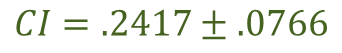 CI = .2417 ± .0766